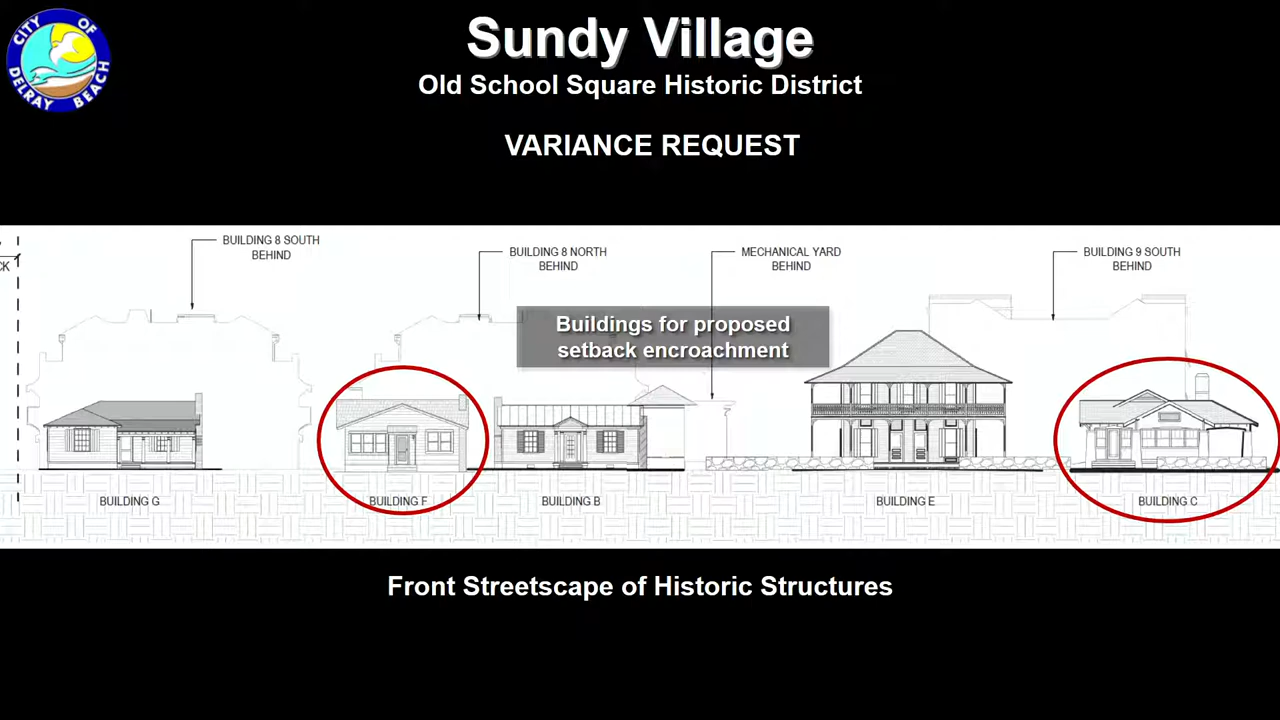 CITY OF
DELRAY BEACH
Sundy Village
Old School Square Historic District
VARIANCE REQUEST
BUILDING 8 SOUTH
BEHIND
BUILDING 8 NORTH
BEHIND
MECHANICAL YARD
BEHIND
BUILDING 9 SOUTH
BEHIND
CK
Buildings for proposed
setback encroachment
BUILDING G
BUILDING F
BUILDING B
BUILDING E
BUILDING C
Front Streetscape of Historic Structures